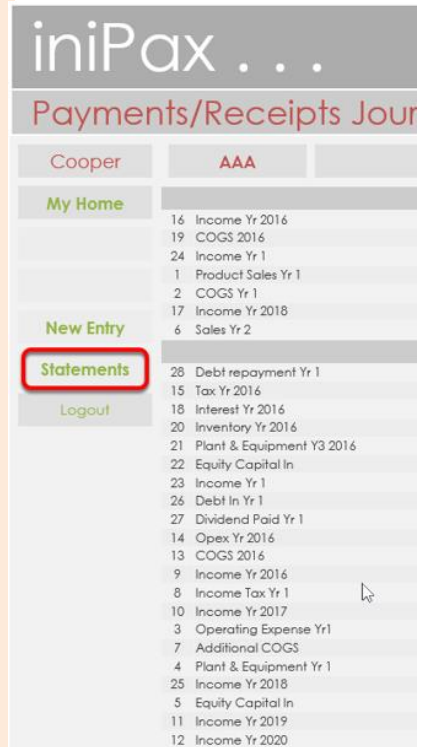 iniPax . . .
Payments/Receipts Jour
Cooper AAA
My Home
16 Income Yr 2016
19 COGS 2016
24 Income Yr 1
1 Product Sales Yr 1
2 COGS Yr 1
17 Income Yr 2018
New Entry
6 Sales Yr 2
Statements
28 Debt repayment Yr 1
15 Tax Yr 2016
Logout
18 Interest Yr 2016
20 Inventory Yr 2016
21 Plant & Equipment Y3 2016
22 Equity Capital In
23 Income Yr 1
26 Debt In Yr 1
27 Dividend Paid Yr 1
14 Opex Yr 2016
13 COGS 2016
9 Income Yr 2016
8 Income Tax Yr 1
10 Income Yr 2017
3 Operating Expense Yr1
7 Additional COGS
4 Plant & Equipment Yr 1
25 Income Yr 2018
5 Equity Capital In
11 Income Yr 2019
12 Income Yr 2020